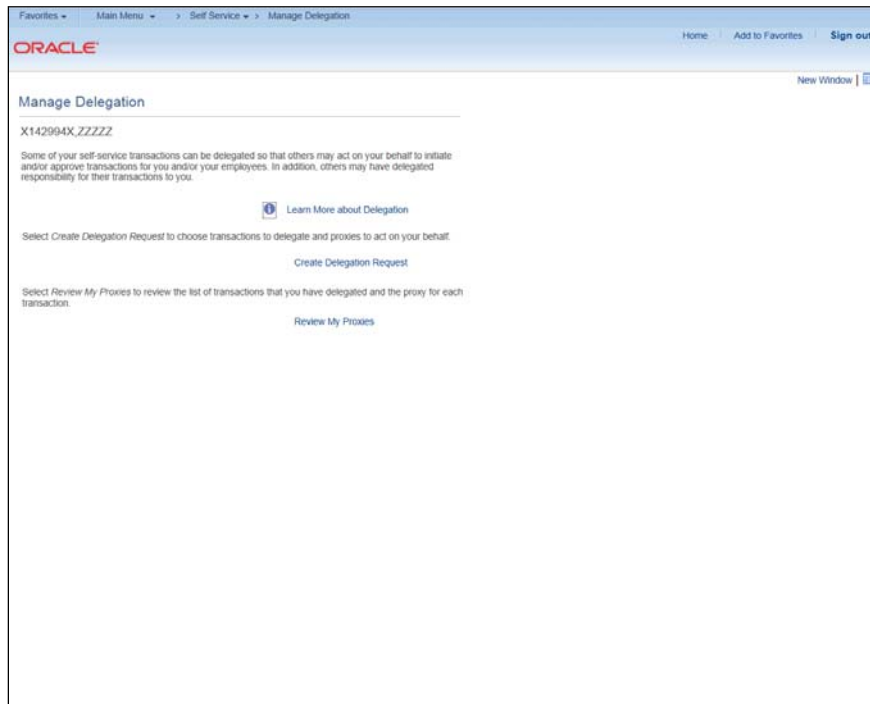 Favorites Main Menu > Self Service > Manage Delegation
ORACLE
Home Add to Favorites Sign out
New Window
Manage Delegation
X142994X,ZZZZZ
Some of your self-service transactions can be delegated so that others may act on your behalf to initiate
and/or approve transactions for you and/or your employees. In addition, others may have delegated
responsibility for their transactions to you.
Learn More about Delegation
Select Create Delegation Request to choose transactions to delegate and proxies to act on your behalf.
Create Delegation Request
Select Review My Proxies to review the list of transactions that you have delegated and the proxy for each
transaction.
Review My Proxies